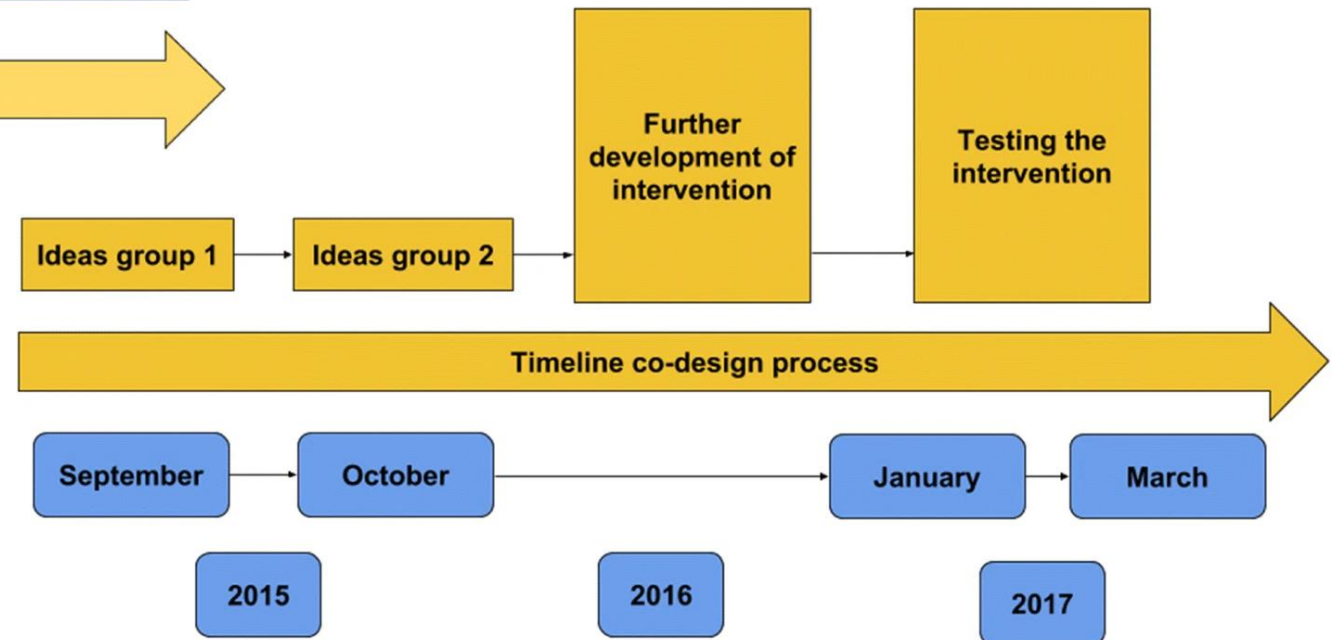 Further
development of
intervention
Testing the
intervention
Ideas group 1
Ideas group 2
Timeline co-design process
September
October
January
March
2015
2016
2017